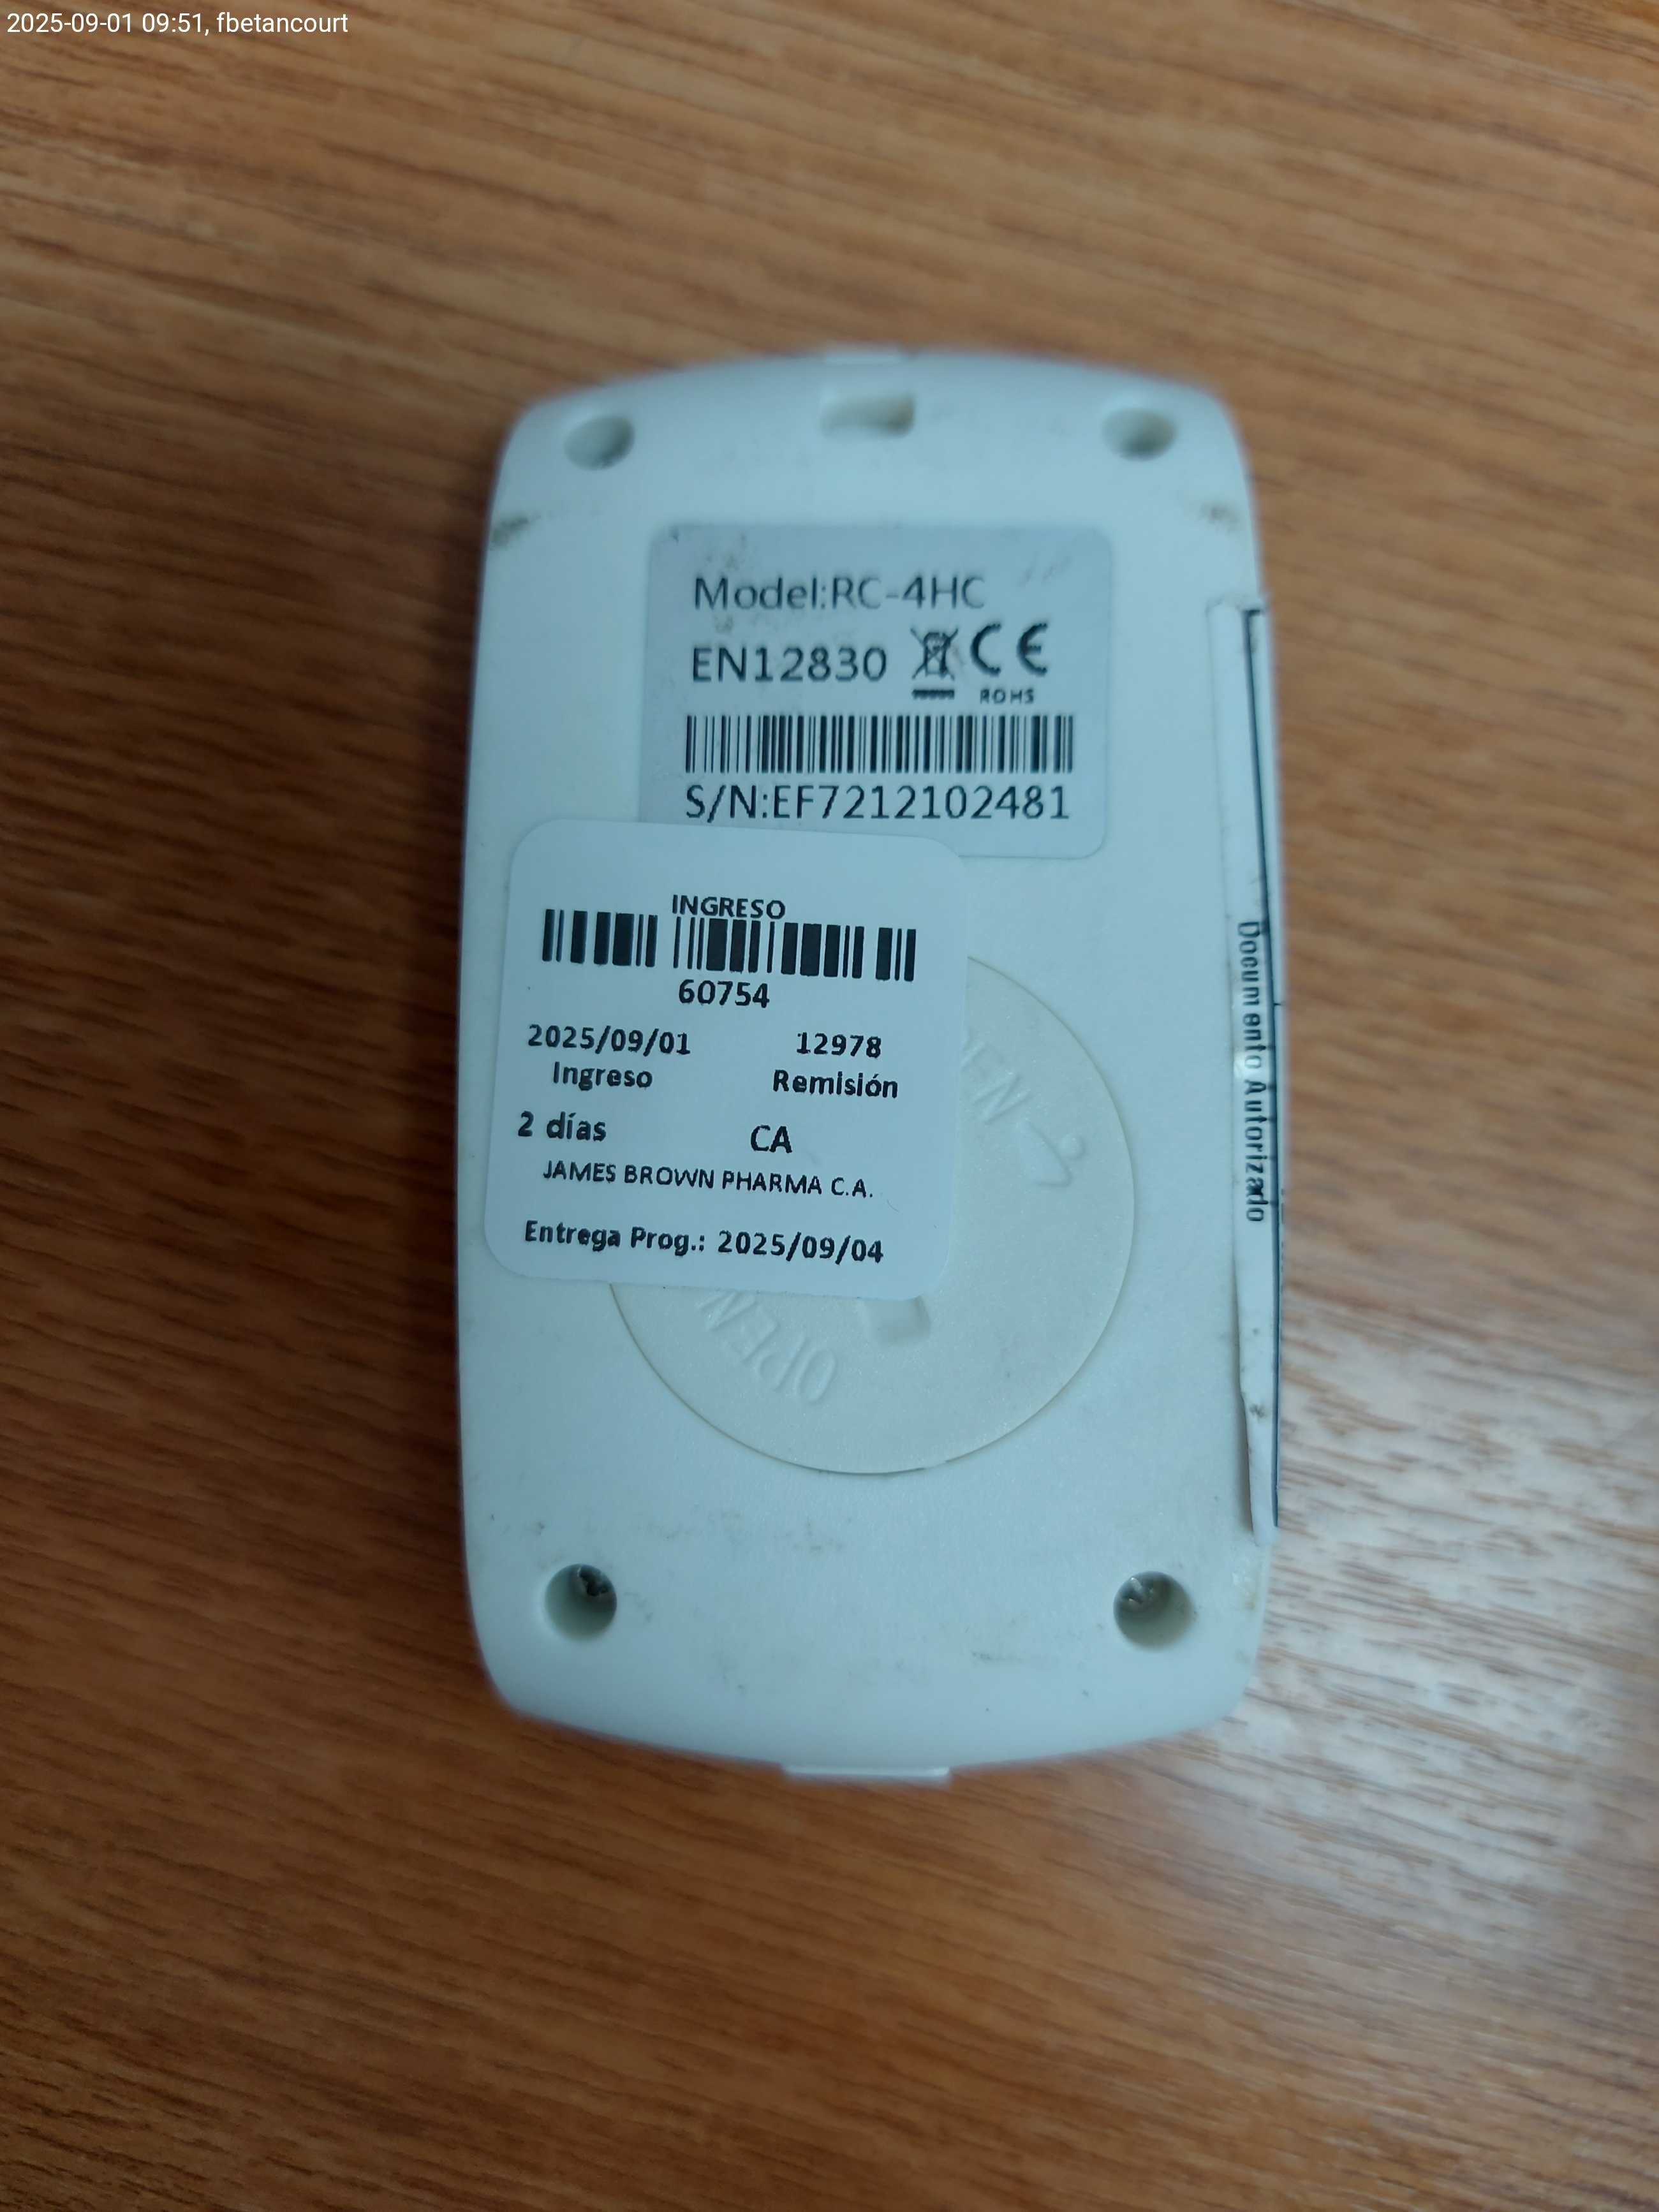 2025-09-01 09:51, fbetancourt
Model:RC-4HC
EN12830 CE
ROHS
S/N:EF7212102481
INGRESO
60754
2025/09/01 12978
Ingreso Remisión
2 días CA
JAMES BROWN PHARMA C.A.
Entrega Prog.: 2025/09/04
OPEN
Documento Autorizado